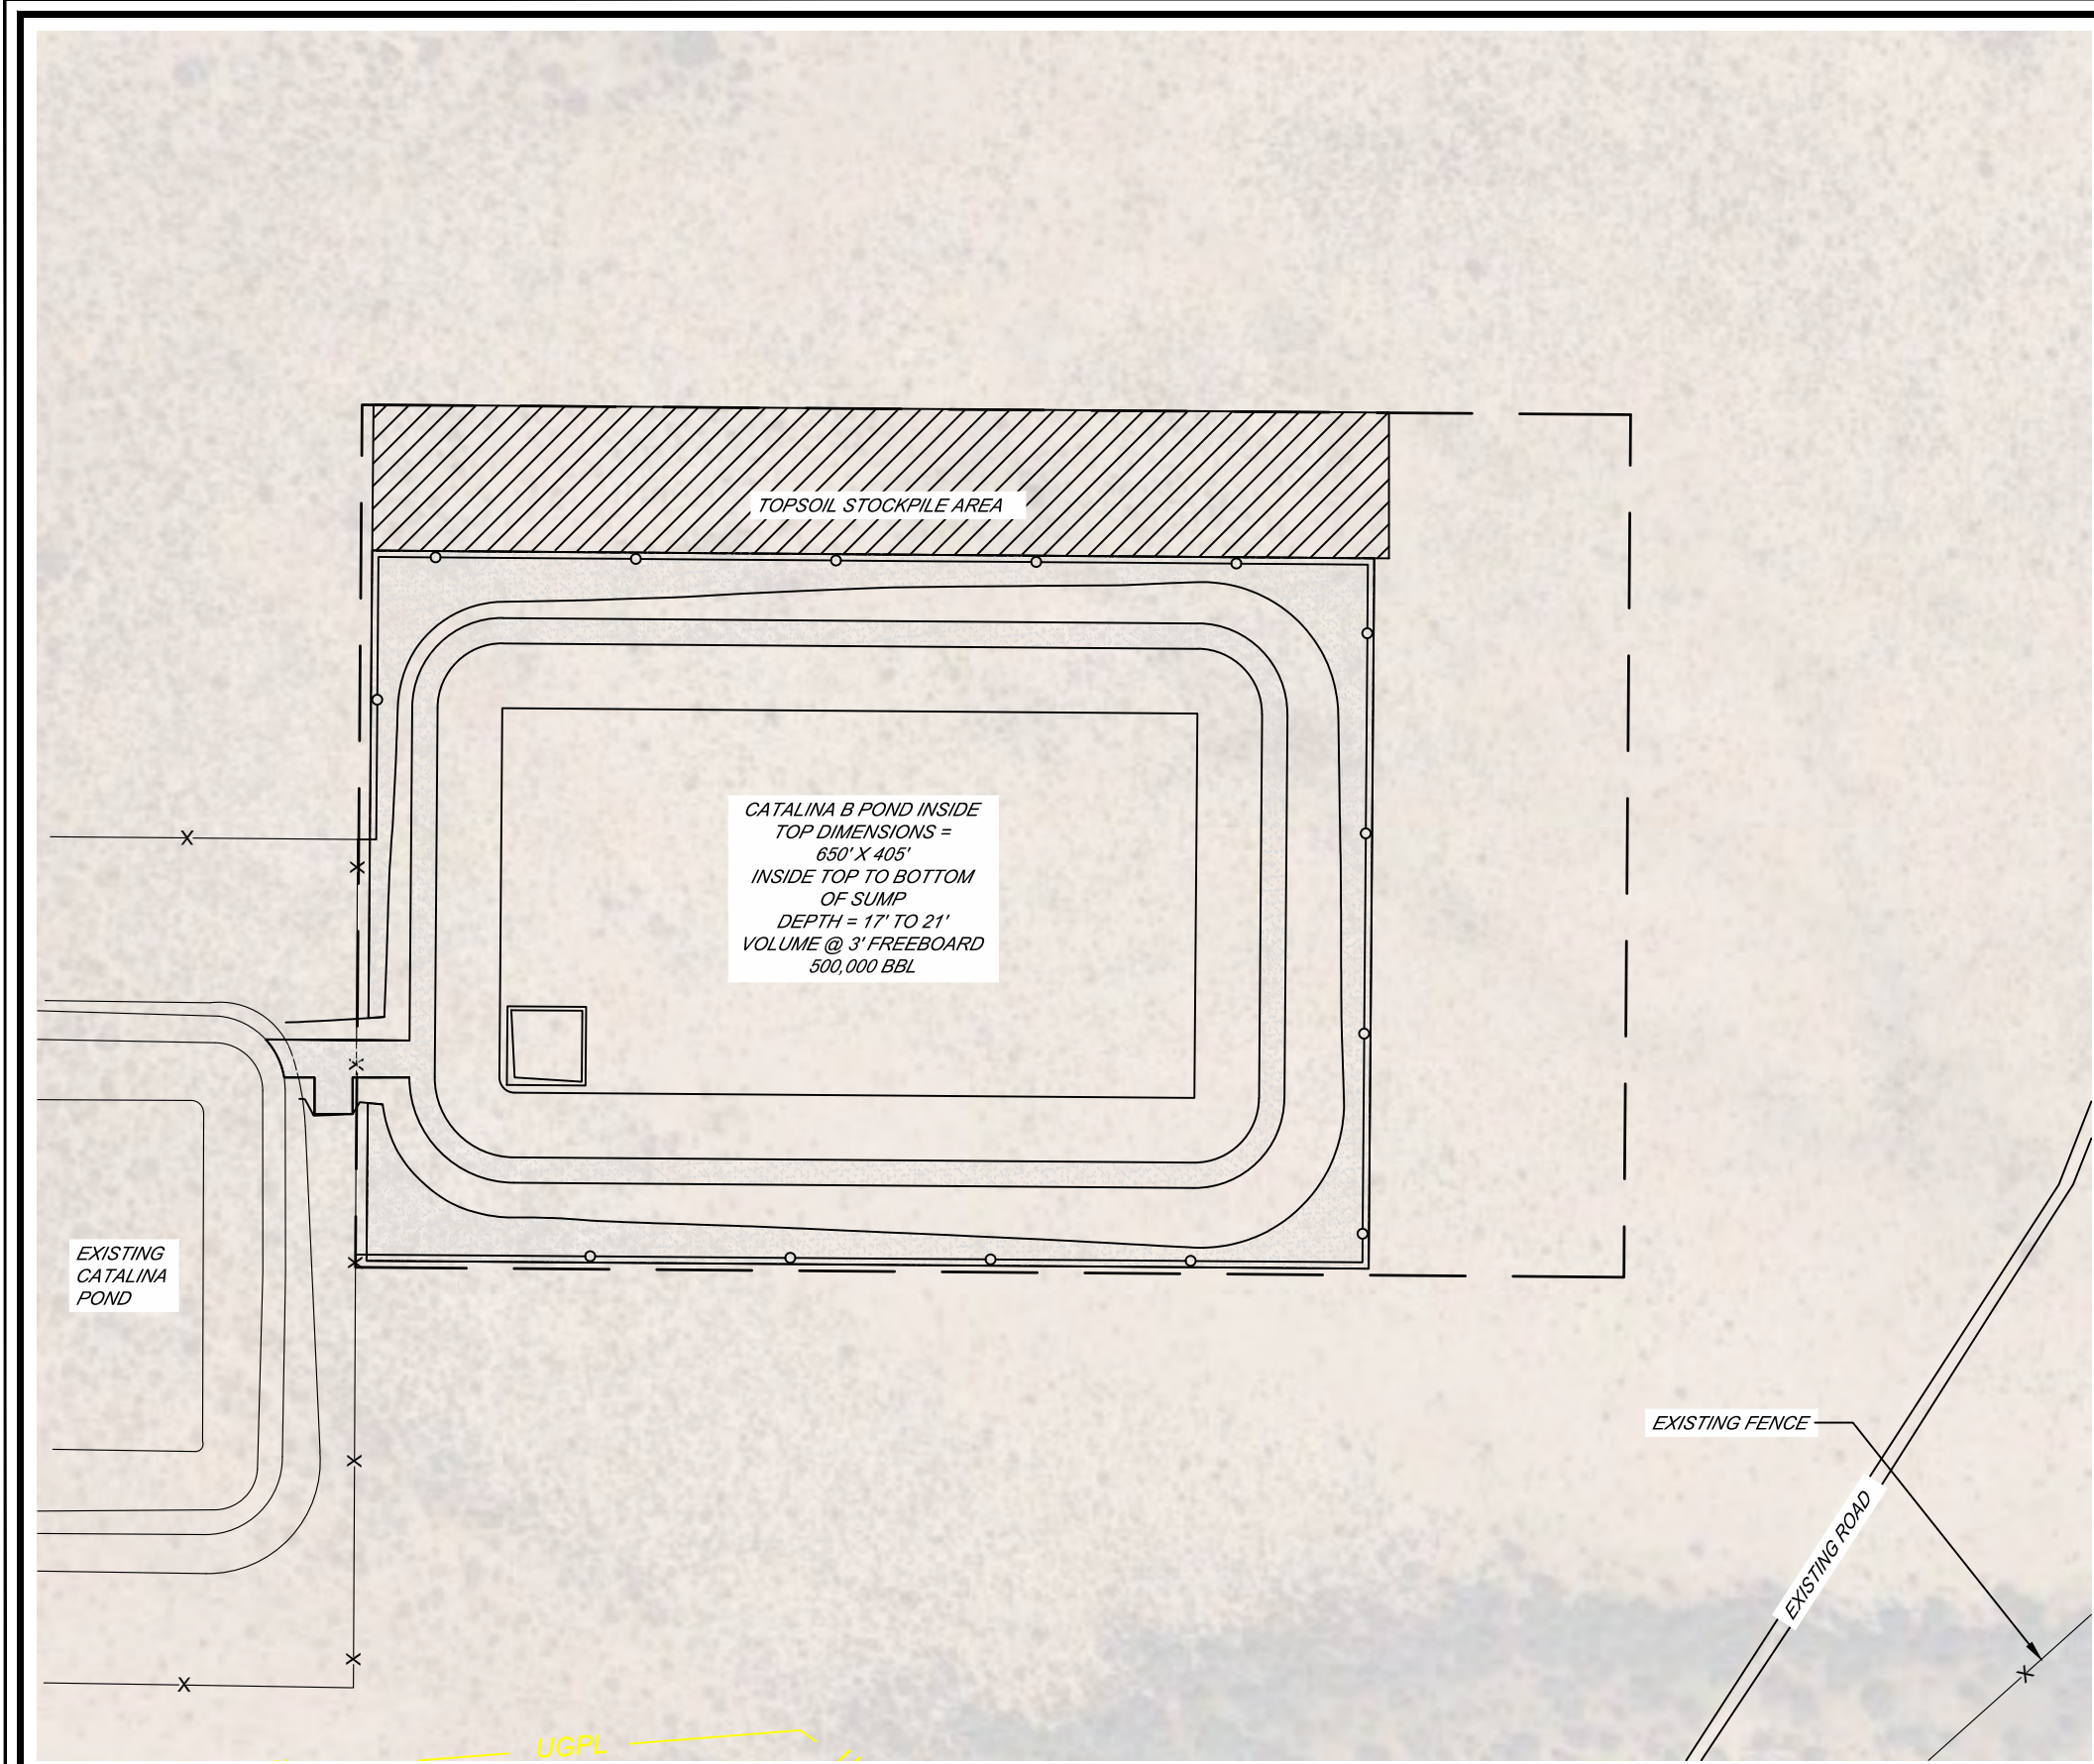 TOPSOIL STOCKPILE AREA
CATALINA B POND INSIDE
TOP DIMENSIONS =
650' X 405'
INSIDE TOP TO BOTTOM
OF SUMP
DEPTH = 17' TO 21'
VOLUME @ 3' FREEBOARD
500,000 BBL
EXISTING
CATALINA
POND
EXISTING FENCE
EXISTING ROAD
UGPL